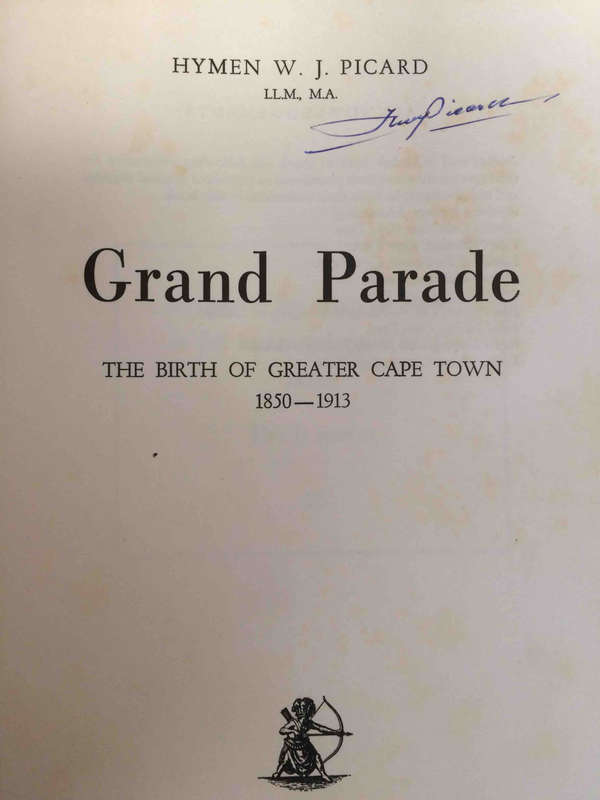 HYMEN W. J. PICARD
LL.M., M.A.
Grand Parade
THE BIRTH OF GREATER CAPE TOWN
1850—1913